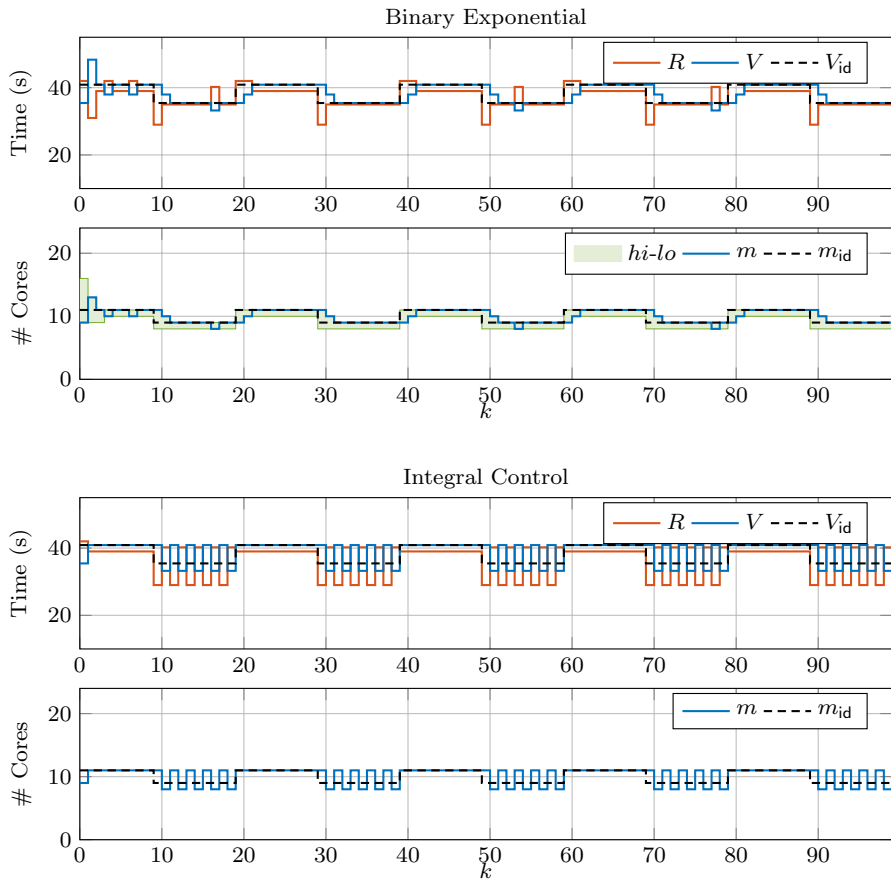 Binary Exponential
R V V_id
Time (s)
40
20
0 10 20 30 40 50 60 70 80 90
hi-lo m m_id
# Cores
20
10
0
0 10 20 30 40 50 60 70 80 90
k
Integral Control
R V V_id
Time (s)
40
20
0 10 20 30 40 50 60 70 80 90
m m_id
# Cores
20
10
0
0 10 20 30 40 50 60 70 80 90
k